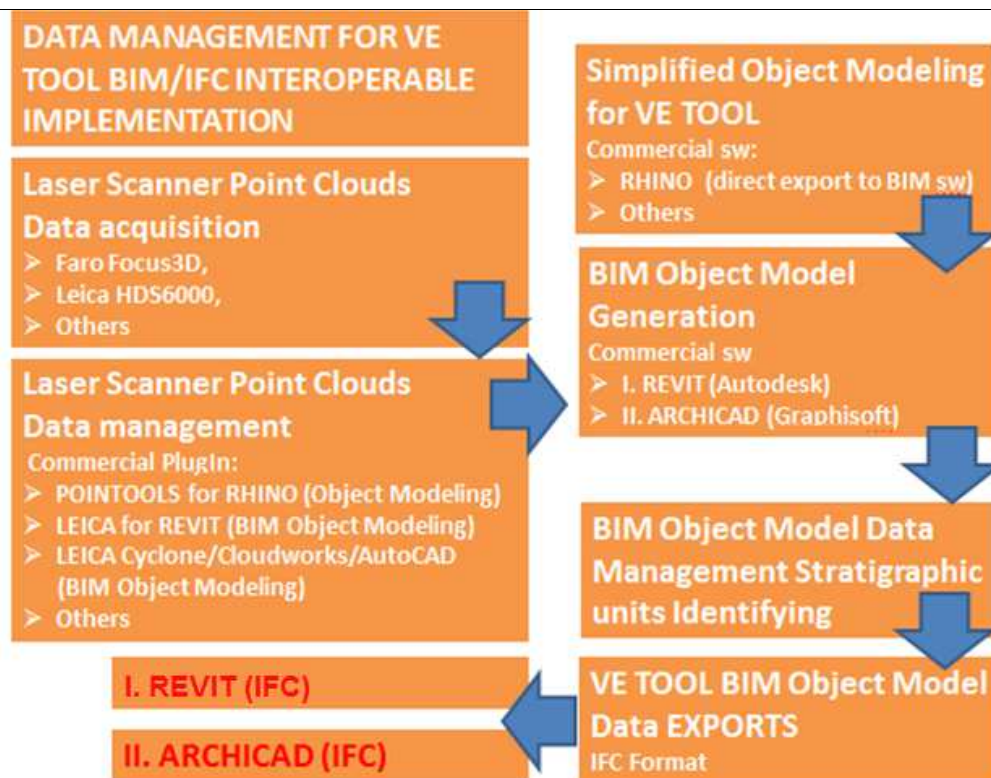 DATA MANAGEMENT FOR VE
TOOL BIM/IFC INTEROPERABLE
IMPLEMENTATION
Laser Scanner Point Clouds
Data acquisition
➢ Faro Focus3D,
➢ Leica HDS6000,
➢ Others
Laser Scanner Point Clouds
Data management
Commercial PlugIn:
➢ POINTOOLS for RHINO (Object Modeling)
➢ LEICA for REVIT (BIM Object Modeling)
➢ LEICA Cyclone/Cloudworks/AutoCAD
(BIM Object Modeling)
➢ Others
Simplified Object Modeling
for VE TOOL
Commercial sw:
➢ RHINO (direct export to BIM sw)
➢ Others
BIM Object Model
Generation
Commercial sw
➢ I. REVIT (Autodesk)
➢ II. ARCHICAD (Graphisoft)
BIM Object Model Data
Management Stratigraphic
units Identifying
VE TOOL BIM Object Model
Data EXPORTS
IFC Format
I. REVIT (IFC)
II. ARCHICAD (IFC)